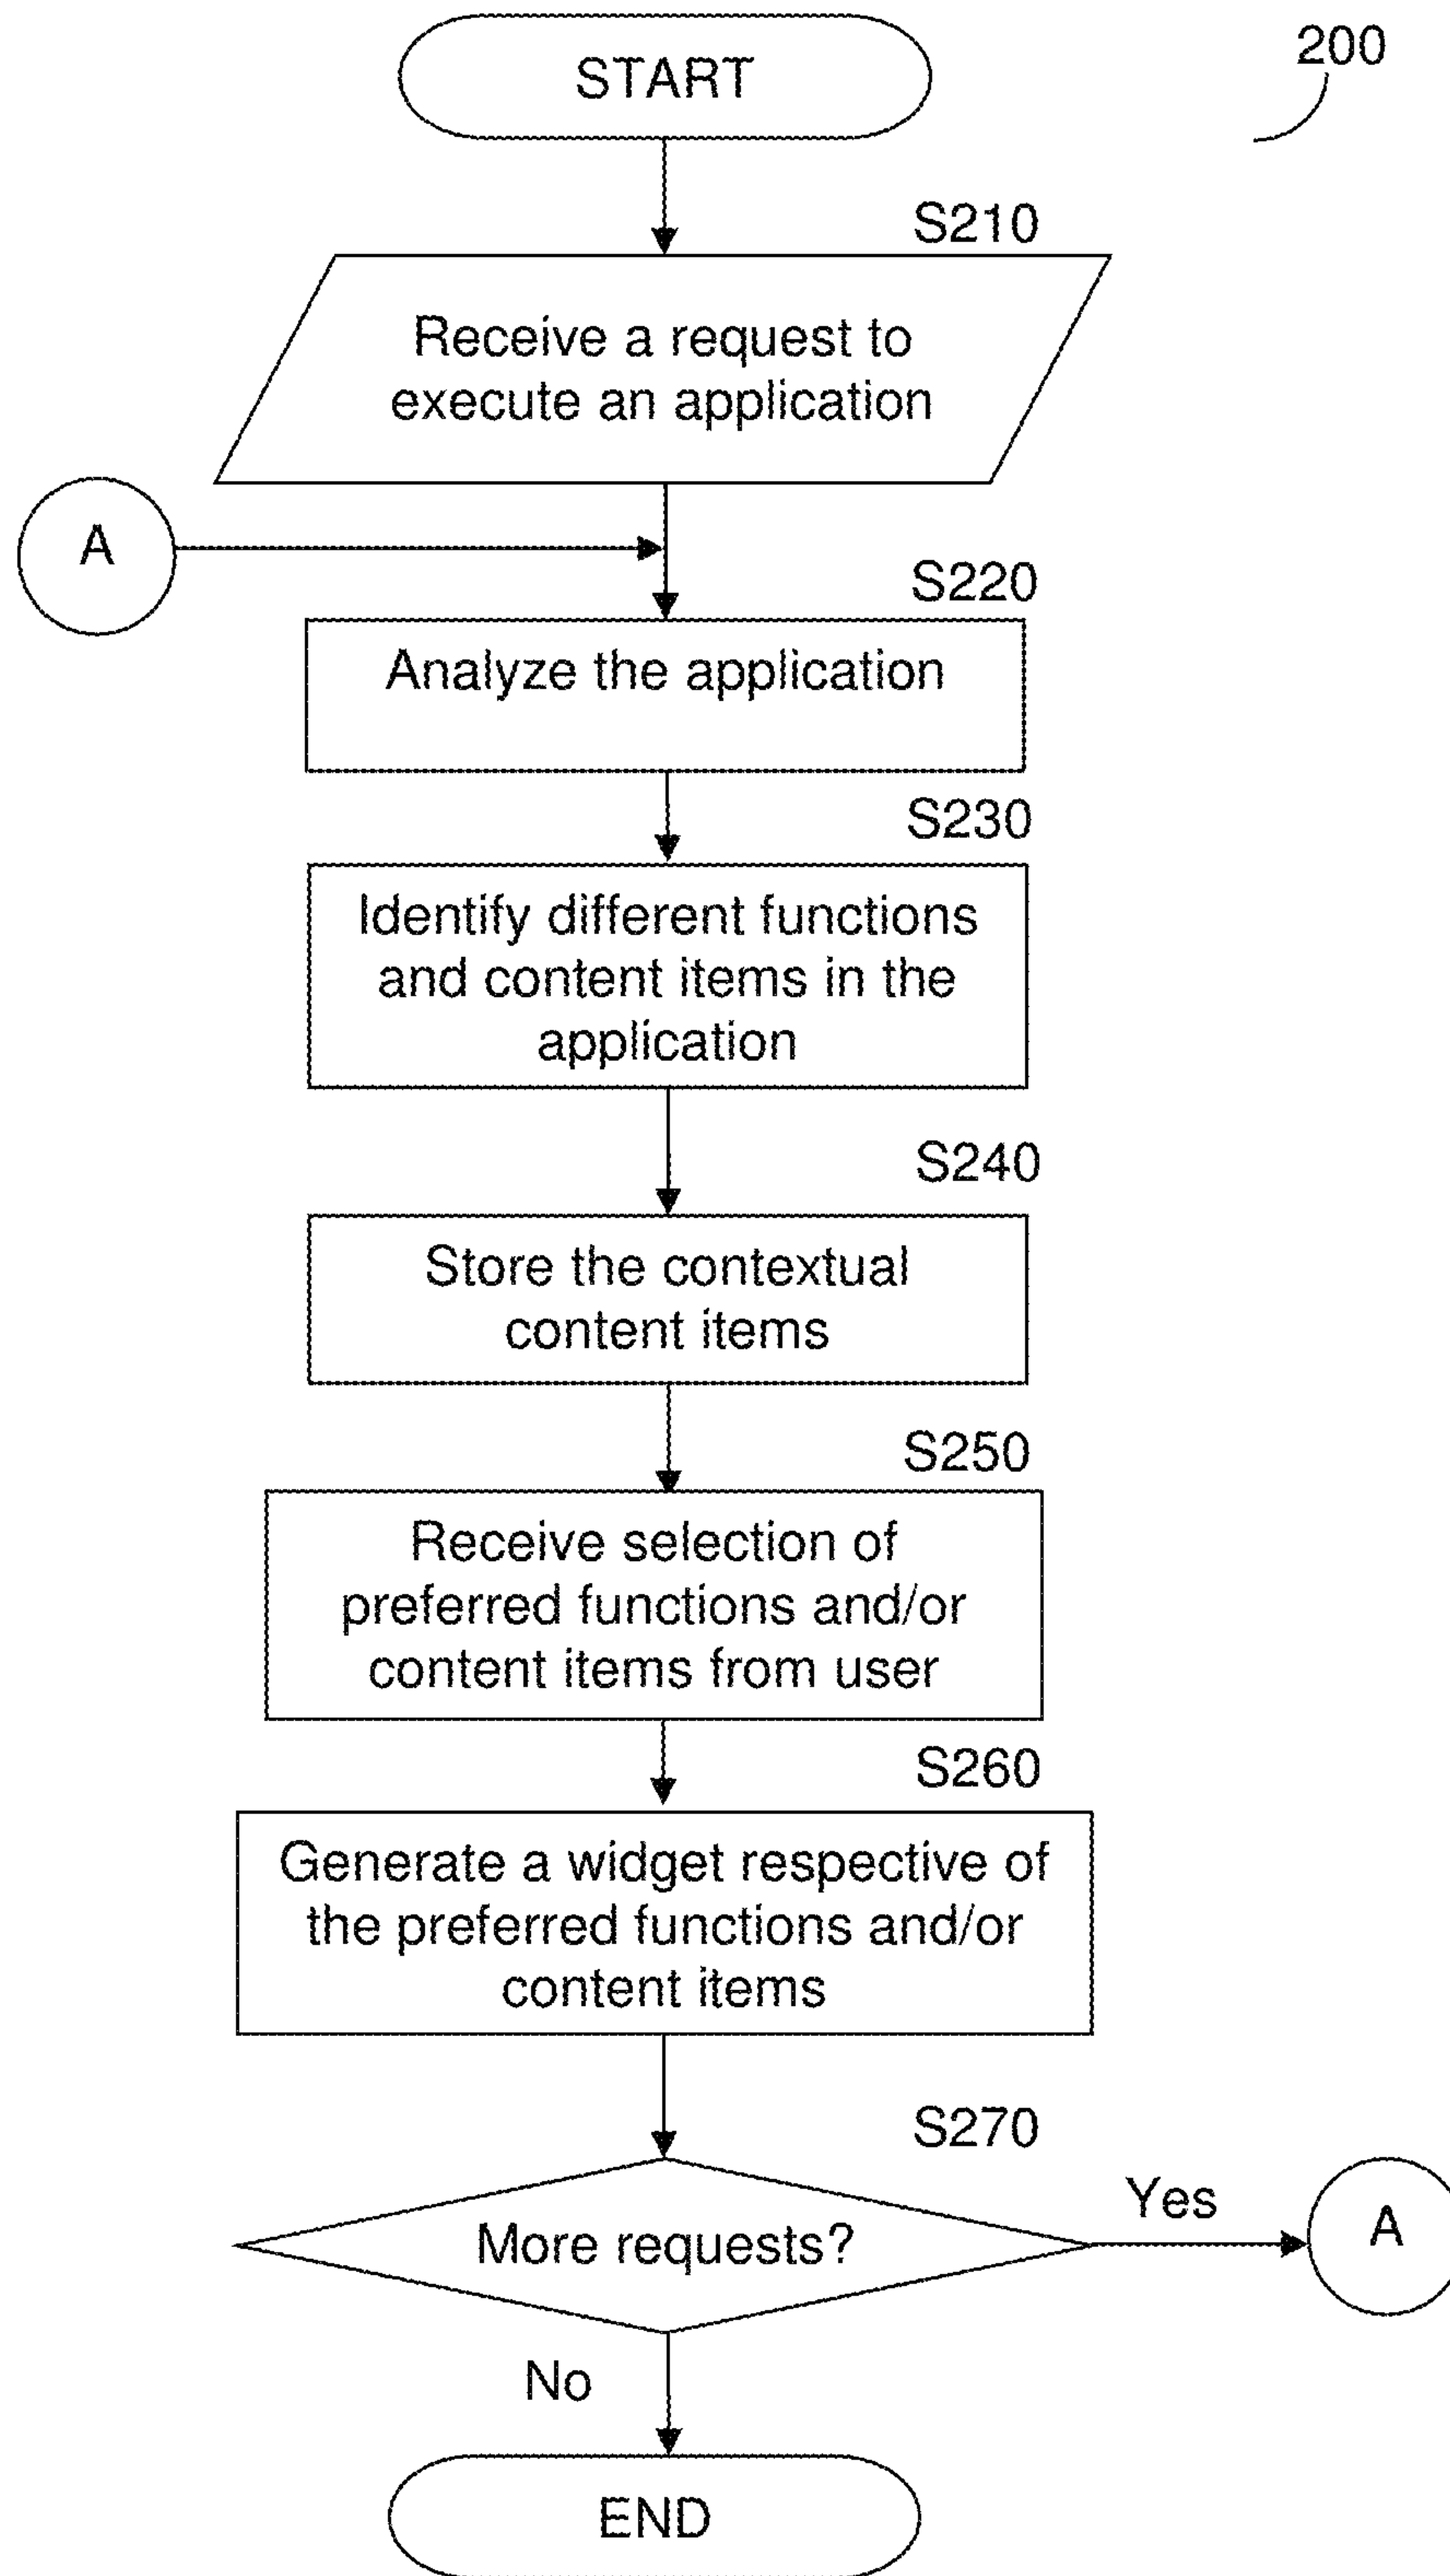 START
200
S210
Receive a request to
execute an application
A
S220
Analyze the application
S230
Identify different functions
and content items in the
application
S240
Store the contextual
content items
S250
Receive selection of
preferred functions and/or
content items from user
S260
Generate a widget respective of
the preferred functions and/or
content items
S270
More requests?
Yes
A
No
END